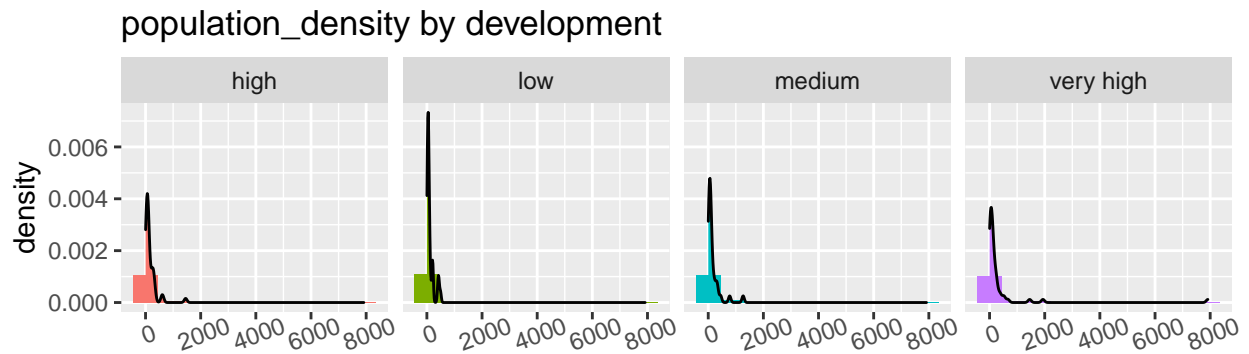 population_density by development
high low medium very high
0.006
0.004
0.002
0.000
density
0 2000 4000 6000 8000 0 2000 4000 6000 8000 0 2000 4000 6000 8000 0 2000 4000 6000 8000